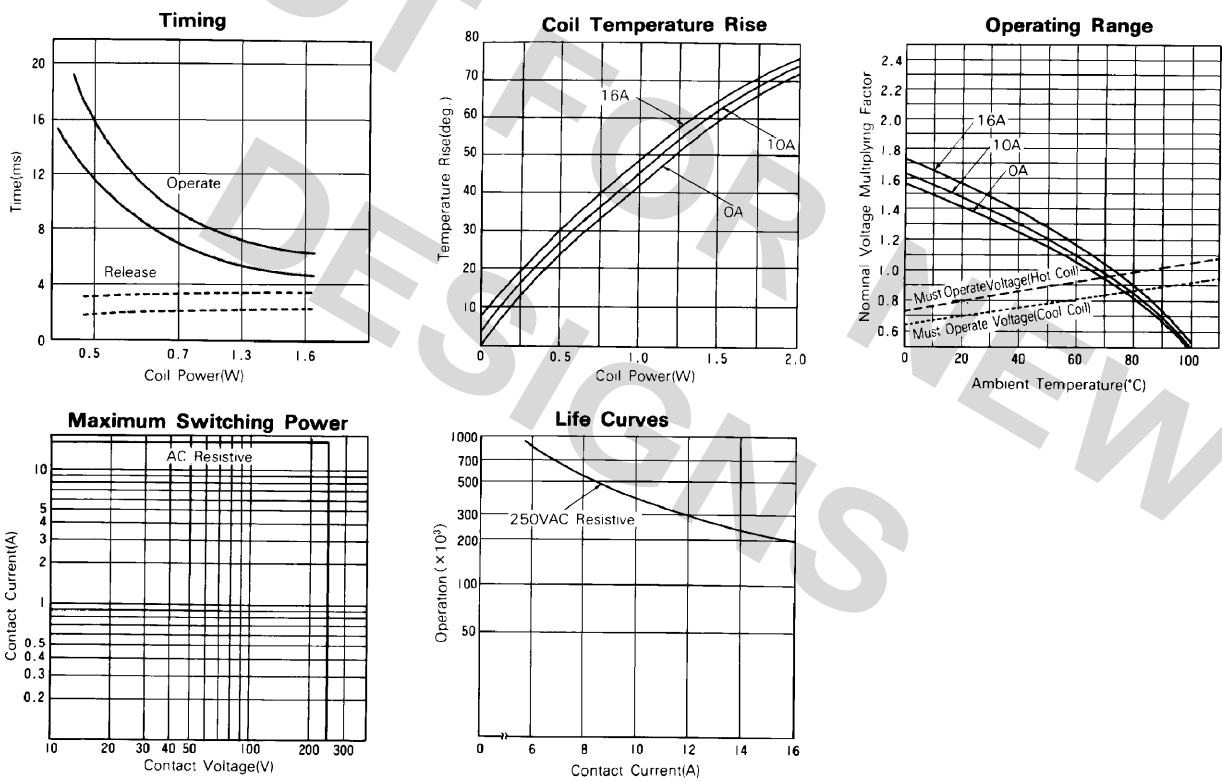 NOT FOR NEW
DESIGNS
Timing
20
16
12
8
4
0
Time(ms)
Operate
Release
0.5
0.7
1.3
1.6
Coil Power(W)
Coil Temperature Rise
80
70
60
50
40
30
20
10
0
Temperature Rise(deg.)
16A
10A
0A
0.5
1.0
1.5
2.0
Coil Power(W)
Operating Range
2.4
2.2
2.0
1.8
1.6
1.4
1.2
1.0
0.8
0.6
Nominal Voltage Multiplying Factor
16A
10A
0A
Must Operate Voltage(Hot Coil)
Must Operate Voltage(Cool Coil)
0
20
40
60
80
100
Ambient Temperature(°C)
Maximum Switching Power
AC Resistive
10
5
4
3
2
1
0.5
0.4
0.3
0.2
Contact Current(A)
10
20
30
40
50
100
200
300
Contact Voltage(V)
Life Curves
1000
700
500
300
200
100
50
Operation (×10³)
250VAC Resistive
0
6
8
10
12
14
16
Contact Current(A)